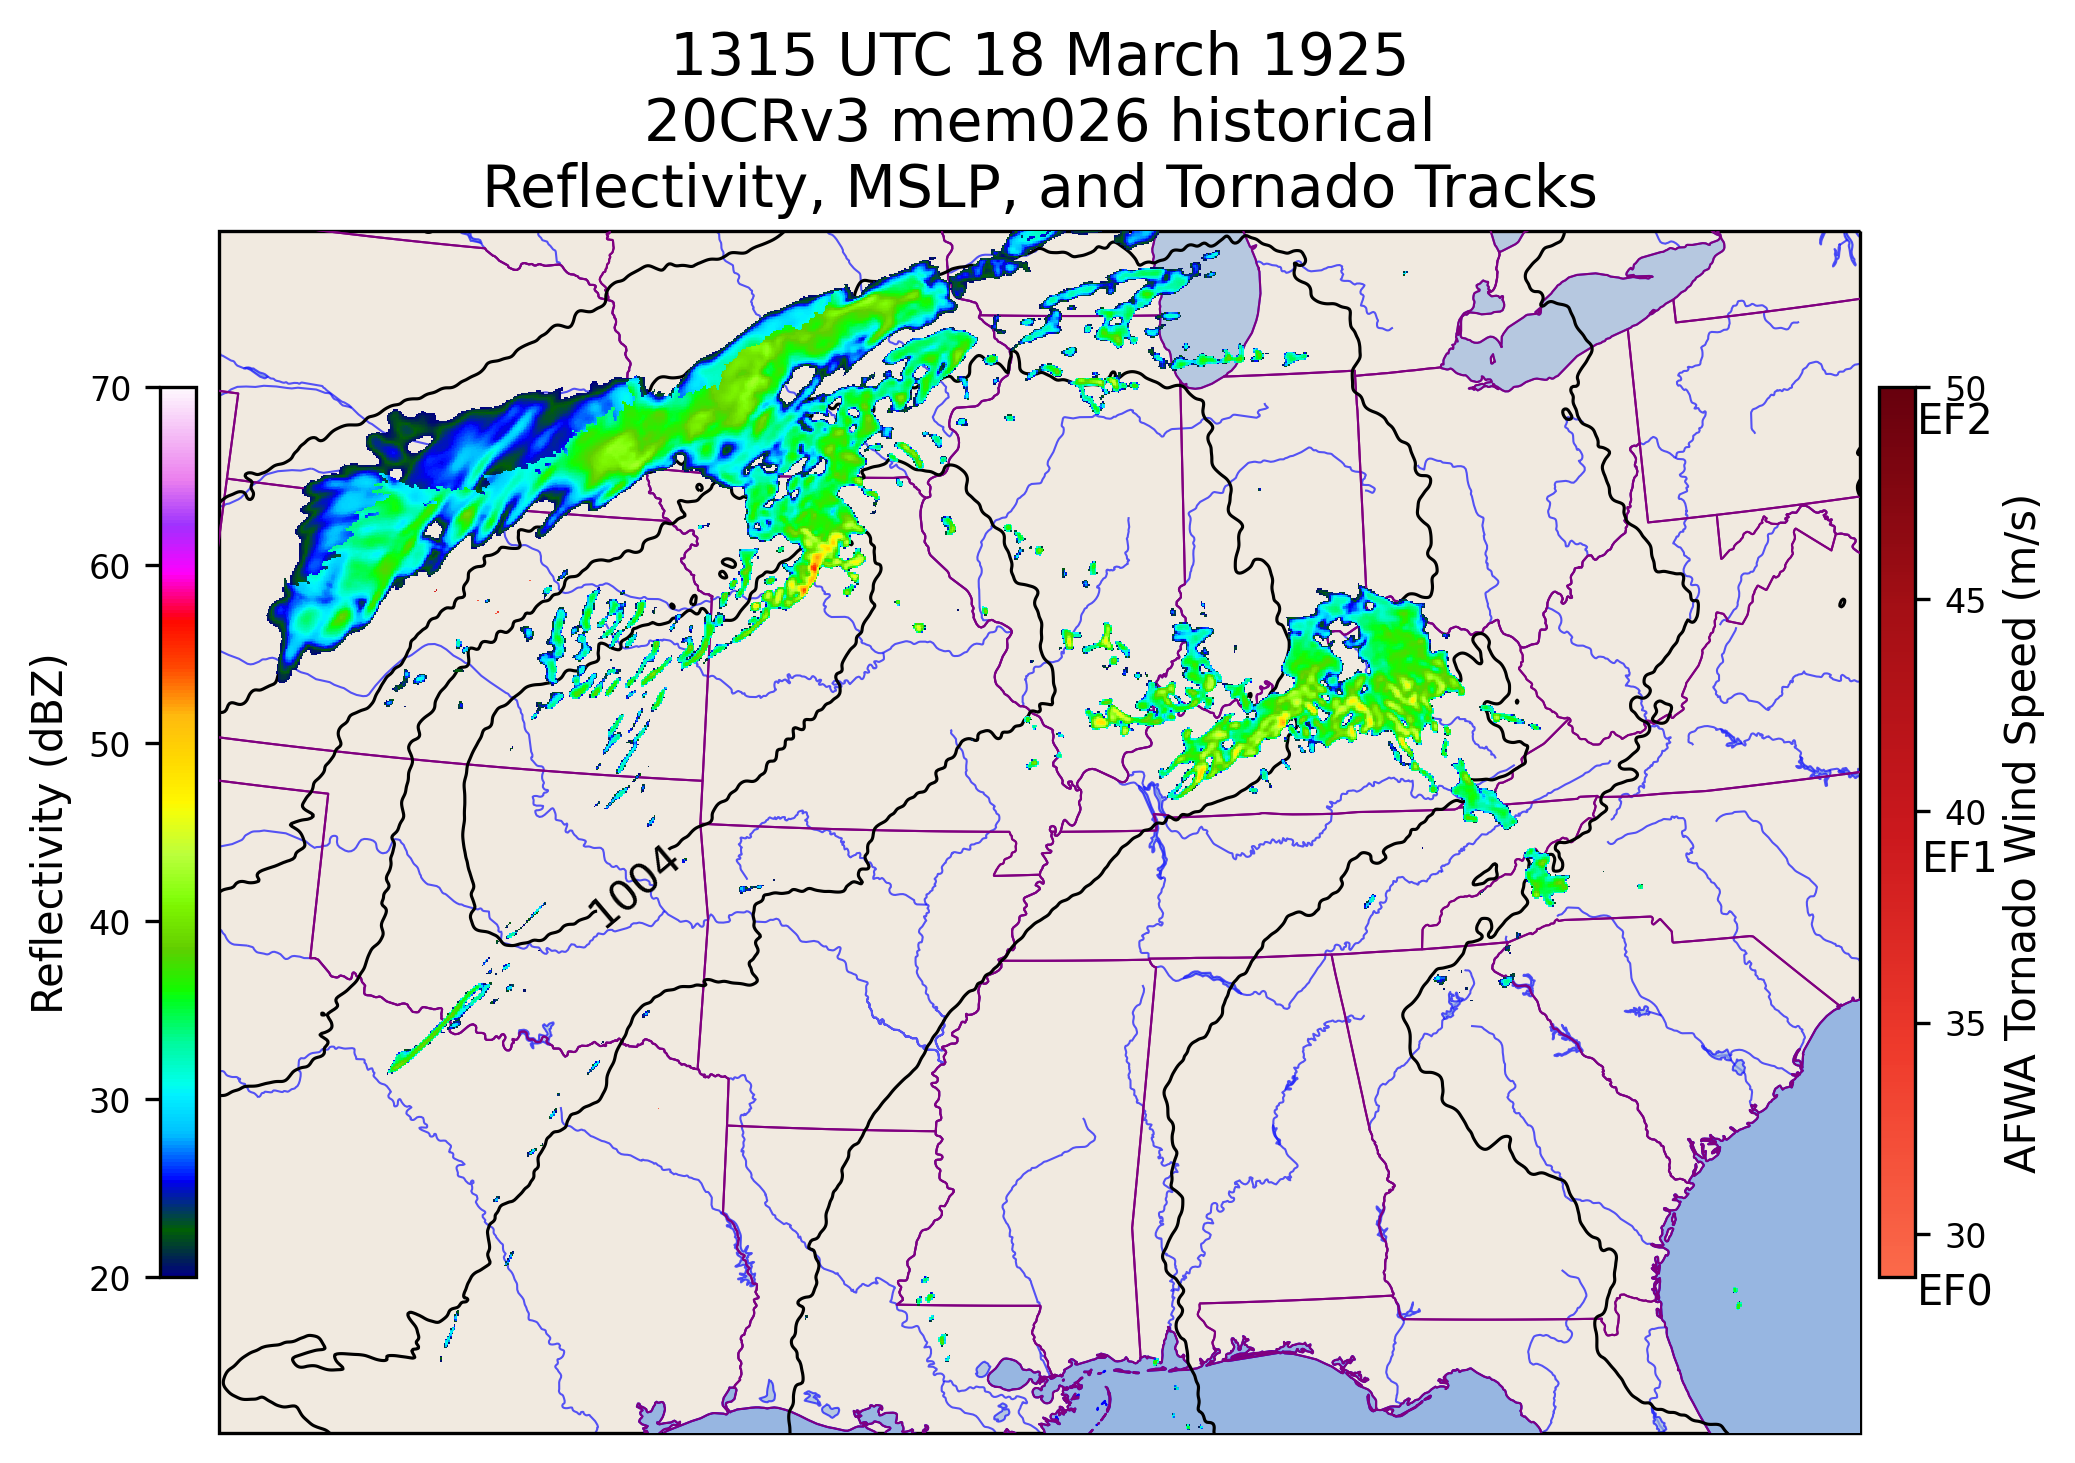 1315 UTC 18 March 1925
20CRv3 mem026 historical
Reflectivity, MSLP, and Tornado Tracks
Reflectivity (dBZ)
70
60
50
40
30
20
1004
50
EF2
45
40
EF1
35
30
EF0
AFWA Tornado Wind Speed (m/s)